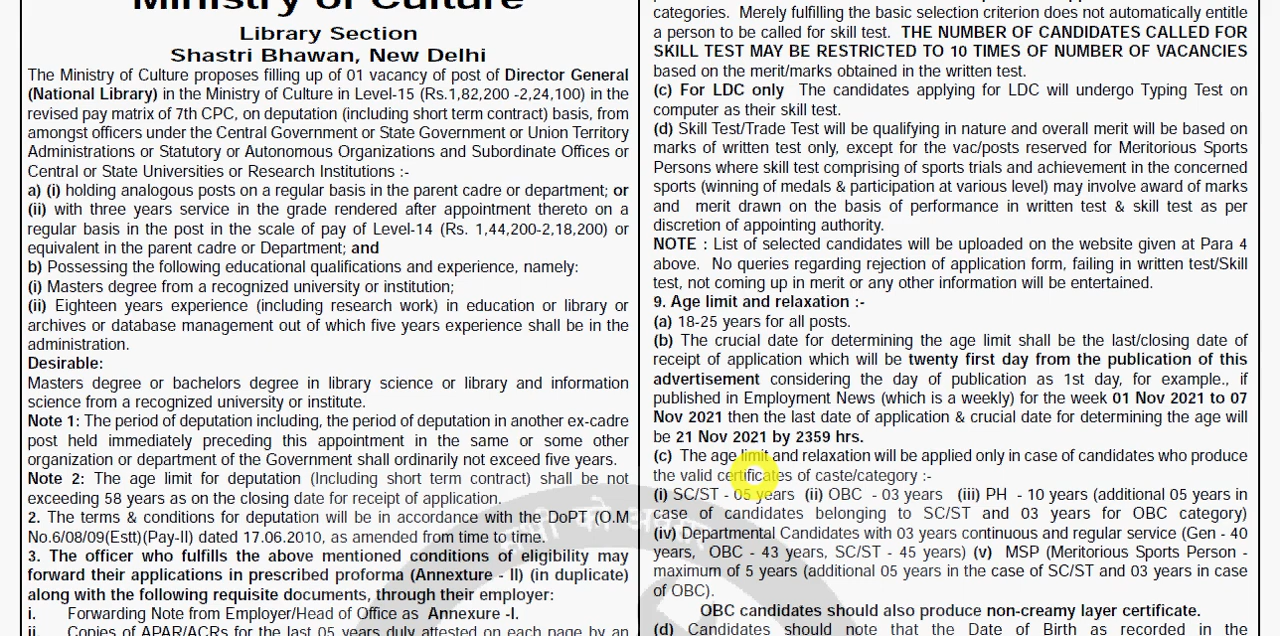 Ministry of Culture
Library Section
Shastri Bhawan, New Delhi
The Ministry of Culture proposes filling up of 01 vacancy of post of Director General
(National Library) in the Ministry of Culture in Level-15 (Rs.1,82,200 -2,24,100) in the
revised pay matrix of 7th CPC, on deputation (including short term contract) basis, from
amongst officers under the Central Government or State Government or Union Territory
Administrations or Statutory or Autonomous Organizations and Subordinate Offices or
Central or State Universities or Research Institutions :-
a) (i) holding analogous posts on a regular basis in the parent cadre or department; or
(ii) with three years service in the grade rendered after appointment thereto on a
regular basis in the post in the scale of pay of Level-14 (Rs. 1,44,200-2,18,200) or
equivalent in the parent cadre or Department; and
b) Possessing the following educational qualifications and experience, namely:
(i) Masters degree from a recognized university or institution;
(ii) Eighteen years experience (including research work) in education or library or
archives or database management out of which five years experience shall be in the
administration.
Desirable:
Masters degree or bachelors degree in library science or library and information
science from a recognized university or institute.
Note 1: The period of deputation including, the period of deputation in another ex-cadre
post held immediately preceding this appointment in the same or some other
organization or department of the Government shall ordinarily not exceed five years.
Note 2: The age limit for deputation (Including short term contract) shall be not
exceeding 58 years as on the closing date for receipt of application.
2. The terms & conditions for deputation will be in accordance with the DoPT (O.M
No.6/08/09(Estt)(Pay-II) dated 17.06.2010, as amended from time to time.
3. The officer who fulfills the above mentioned conditions of eligibility may
forward their applications in prescribed proforma (Annexture - II) (in duplicate)
along with the following requisite documents, through their employer:
i. Forwarding Note from Employer/Head of Office as Annexure -I.
ii. Copies of APAR/ACRs for the last 05 years duly attested on each page by an
categories. Merely fulfilling the basic selection criterion does not automatically entitle
a person to be called for skill test. THE NUMBER OF CANDIDATES CALLED FOR
SKILL TEST MAY BE RESTRICTED TO 10 TIMES OF NUMBER OF VACANCIES
based on the merit/marks obtained in the written test.
(c) For LDC only The candidates applying for LDC will undergo Typing Test on
computer as their skill test.
(d) Skill Test/Trade Test will be qualifying in nature and overall merit will be based on
marks of written test only, except for the vac/posts reserved for Meritorious Sports
Persons where skill test comprising of sports trials and achievement in the concerned
sports (winning of medals & participation at various level) may involve award of marks
and merit drawn on the basis of performance in written test & skill test as per
discretion of appointing authority.
NOTE : List of selected candidates will be uploaded on the website given at Para 4
above. No queries regarding rejection of application form, failing in written test/Skill
test, not coming up in merit or any other information will be entertained.
9. Age limit and relaxation :-
(a) 18-25 years for all posts.
(b) The crucial date for determining the age limit shall be the last/closing date of
receipt of application which will be twenty first day from the publication of this
advertisement considering the day of publication as 1st day, for example., if
published in Employment News (which is a weekly) for the week 01 Nov 2021 to 07
Nov 2021 then the last date of application & crucial date for determining the age will
be 21 Nov 2021 by 2359 hrs.
(c) The age limit and relaxation will be applied only in case of candidates who produce
the valid certificates of caste/category :-
(i) SC/ST - 05 years (ii) OBC - 03 years (iii) PH - 10 years (additional 05 years in
case of candidates belonging to SC/ST and 03 years for OBC category)
(iv) Departmental Candidates with 03 years continuous and regular service (Gen - 40
years, OBC - 43 years, SC/ST - 45 years) (v) MSP (Meritorious Sports Person -
maximum of 5 years (additional 05 years in the case of SC/ST and 03 years in case
of OBC).
OBC candidates should also produce non-creamy layer certificate.
(d) Candidates should note that the Date of Birth as recorded in the